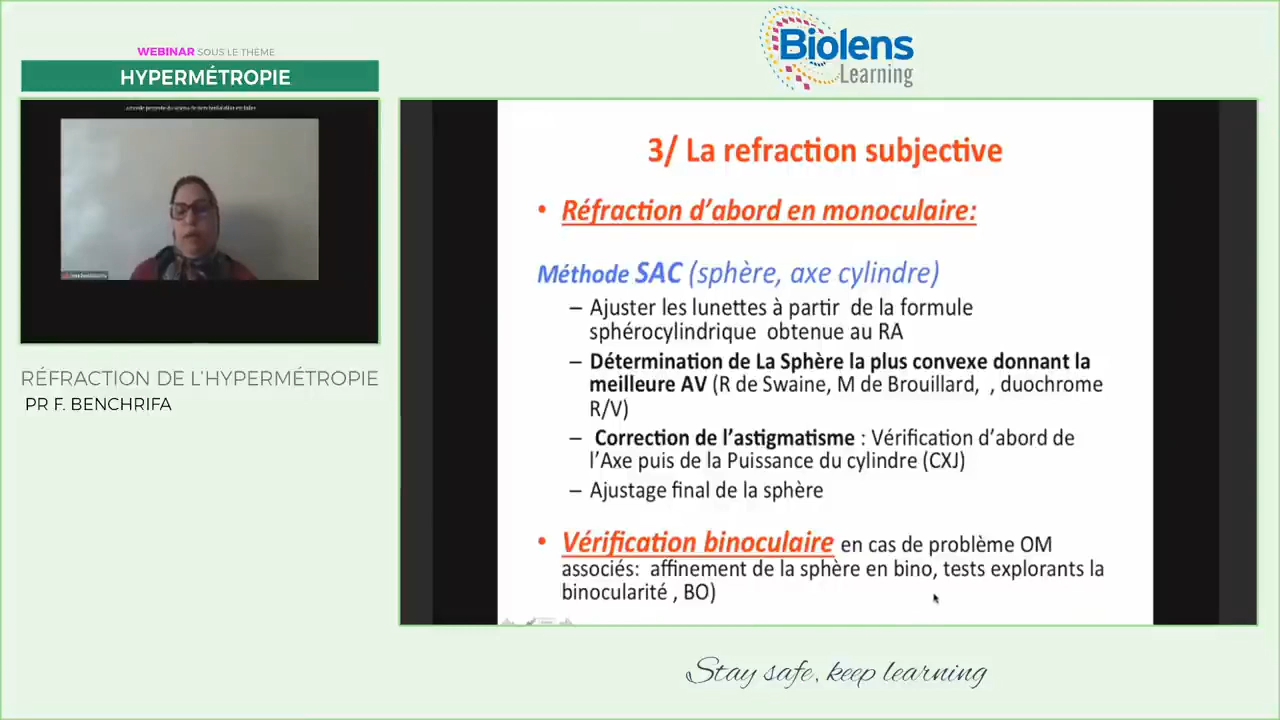 WEBINAR SOUS LE THÈME
HYPERMÉTROPIE
RÉFRACTION DE L'HYPERMÉTROPIE
PR F. BENCHRIFA
Biolens
Learning
3/ La refraction subjective
• Réfraction d'abord en monoculaire:
Méthode SAC (sphère, axe cylindre)
– Ajuster les lunettes à partir de la formule
sphérocylindrique obtenue au RA
– Détermination de La Sphère la plus convexe donnant la
meilleure AV (R de Swaine, M de Brouillard, , duochrome
R/V)
– Correction de l'astigmatisme : Vérification d'abord de
l'Axe puis de la Puissance du cylindre (CXJ)
– Ajustage final de la sphère
• Vérification binoculaire en cas de problème OM
associés: affinement de la sphère en bino, tests explorants la
binocularité , BO)
Stay safe, keep learning